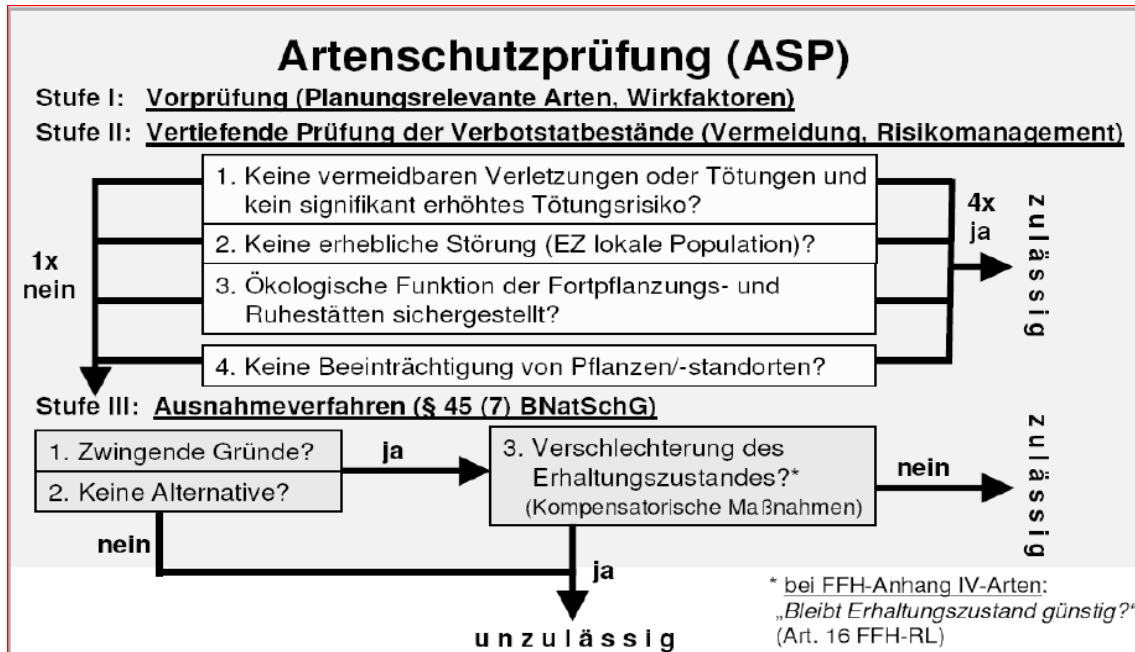 Artenschutzprüfung (ASP)
Stufe I: Vorprüfung (Planungsrelevante Arten, Wirkfaktoren)
Stufe II: Vertiefende Prüfung der Verbotstatbestände (Vermeidung, Risikomanagement)
1. Keine vermeidbaren Verletzungen oder Tötungen und
kein signifikant erhöhtes Tötungsrisiko?
2. Keine erhebliche Störung (EZ lokale Population)?
3. Ökologische Funktion der Fortpflanzungs- und
Ruhestätten sichergestellt?
4. Keine Beeinträchtigung von Pflanzen/-standorten?
1x
nein
4x
ja
zulässig
Stufe III: Ausnahmeverfahren (§ 45 (7) BNatSchG)
1. Zwingende Gründe?
2. Keine Alternative?
ja
3. Verschlechterung des
Erhaltungszustandes?*
(Kompensatorische Maßnahmen)
nein
zulässig
nein
ja
unzulässig
* bei FFH-Anhang IV-Arten:
„Bleibt Erhaltungszustand günstig?“
(Art. 16 FFH-RL)